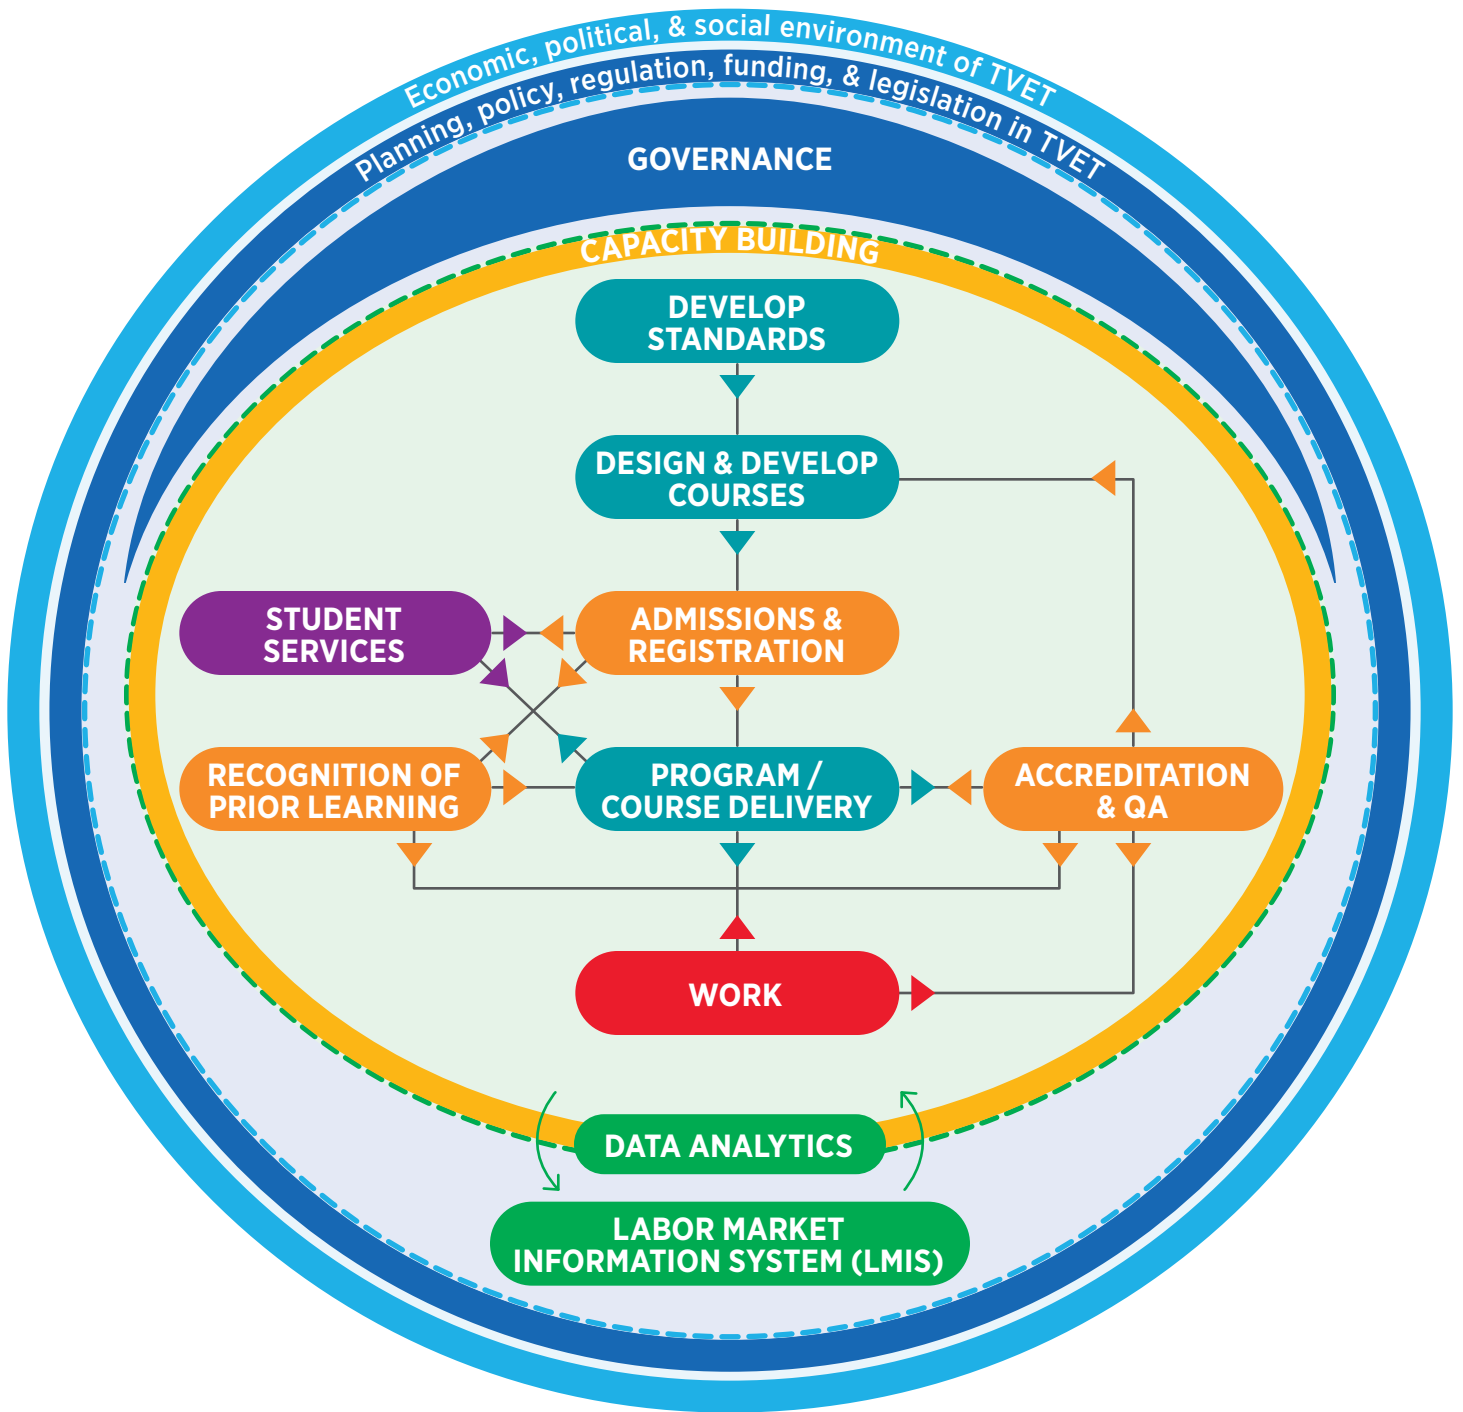 Economic, political, & social environment of TVET
Planning, policy, regulation, funding, & legislation in TVET
GOVERNANCE
CAPACITY BUILDING
DEVELOP
STANDARDS
DESIGN & DEVELOP
COURSES
STUDENT
SERVICES
ADMISSIONS &
REGISTRATION
RECOGNITION OF
PRIOR LEARNING
PROGRAM /
COURSE DELIVERY
ACCREDITATION
& QA
WORK
DATA ANALYTICS
LABOR MARKET
INFORMATION SYSTEM (LMIS)